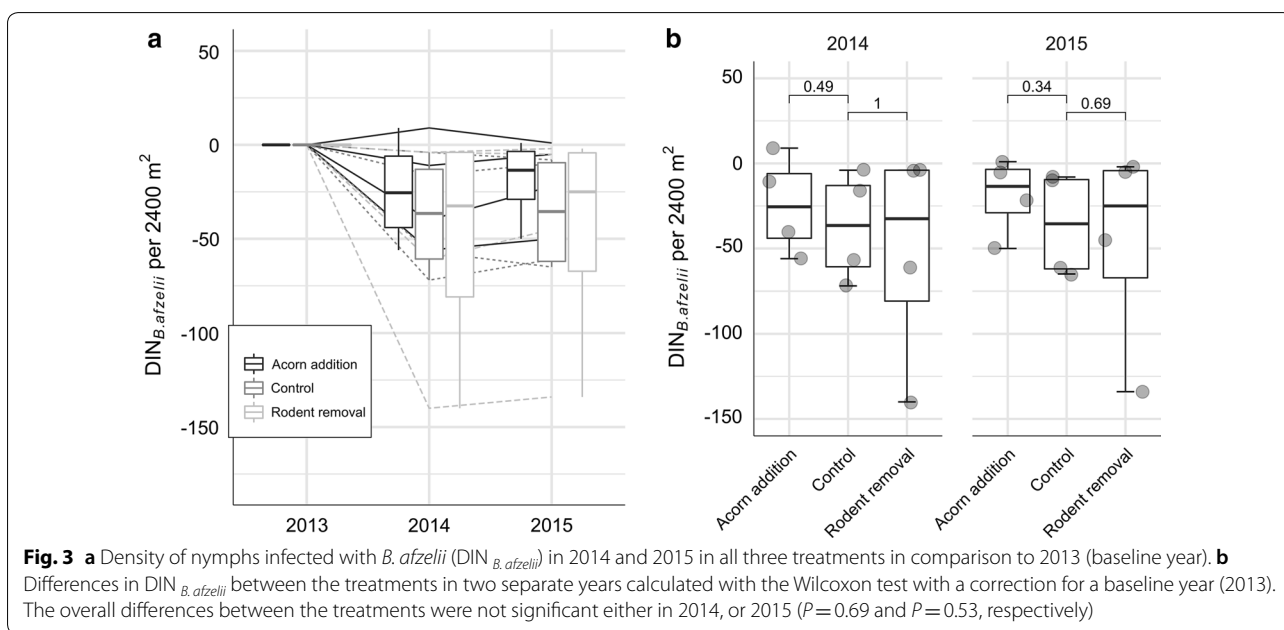 a
50
0
-50
-100
-150
DIN B.afzelii per 2400 m²
Acorn addition
Control
Rodent removal
2013 2014 2015
b
2014 2015
50
0
-50
-100
-150
DIN B.afzelii per 2400 m²
0.49
1
0.34
0.69
Acorn addition
Control
Rodent removal
Acorn addition
Control
Rodent removal
Fig. 3 a Density of nymphs infected with B. afzelii (DIN B. afzelii) in 2014 and 2015 in all three treatments in comparison to 2013 (baseline year). b
Differences in DIN B. afzelii between the treatments in two separate years calculated with the Wilcoxon test with a correction for a baseline year (2013).
The overall differences between the treatments were not significant either in 2014, or 2015 (P = 0.69 and P = 0.53, respectively)